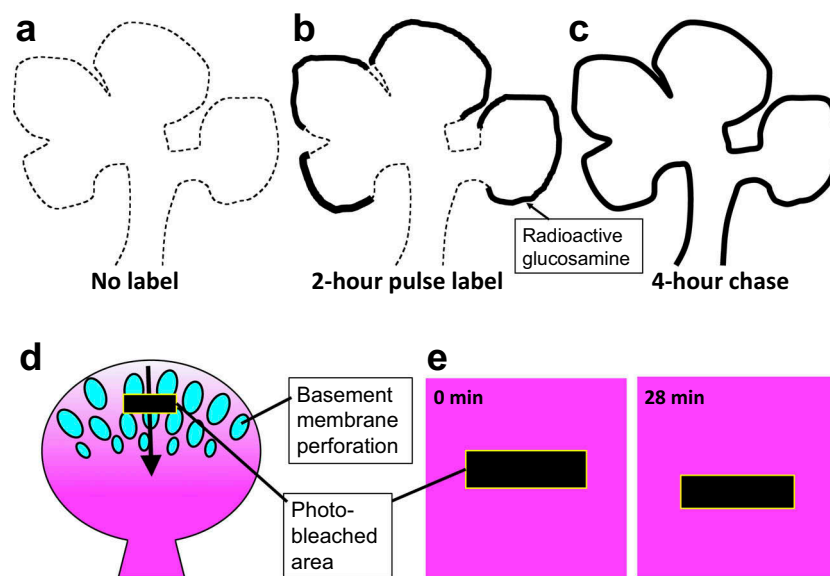 a
b
c
Radioactive
glucosamine
No label
2-hour pulse label
4-hour chase
d
e
Basement
membrane
perforation
Photo-
bleached
area
0 min
28 min